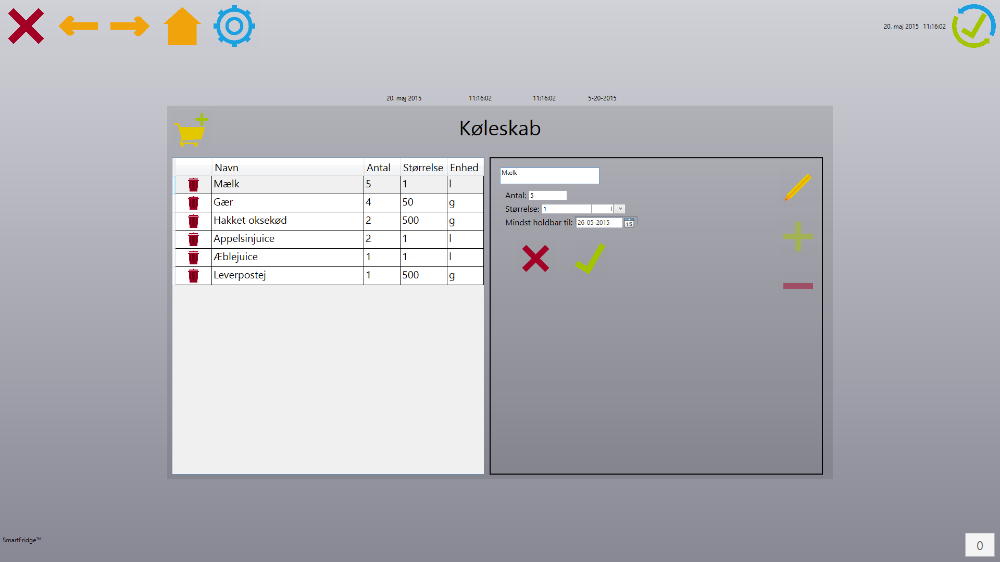 20. maj 2015 11:16:02
20. maj 2015 11:16:02 11:16:02 5-20-2015
Køleskab
Navn Antal Størrelse Enhed
Mælk 5 1 l
Gær 4 50 g
Hakket oksekød 2 500 g
Appelsinjuice 2 1 l
Æblejuice 1 1 l
Leverpostej 1 500 g
Mælk
Antal: 5
Størrelse: 1 l
Mindst holdbar til: 26-05-2015 15
SmartFridge™
0